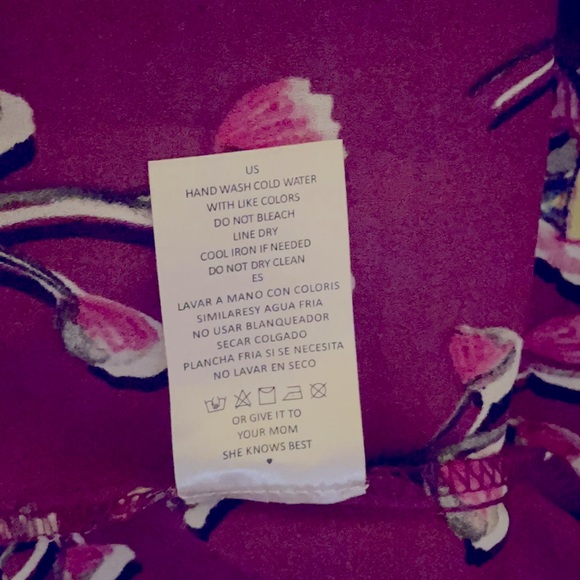 US
HAND WASH COLD WATER
WITH LIKE COLORS
DO NOT BLEACH
LINE DRY
COOL IRON IF NEEDED
DO NOT DRY CLEAN
ES
LAVAR A MANO CON COLORIS
SIMILARESY AGUA FRIA
NO USAR BLANQUEADOR
SECAR COLGADO
PLANCHA FRIA SI SE NECESITA
NO LAVAR EN SECO
OR GIVE IT TO
YOUR MOM
SHE KNOWS BEST